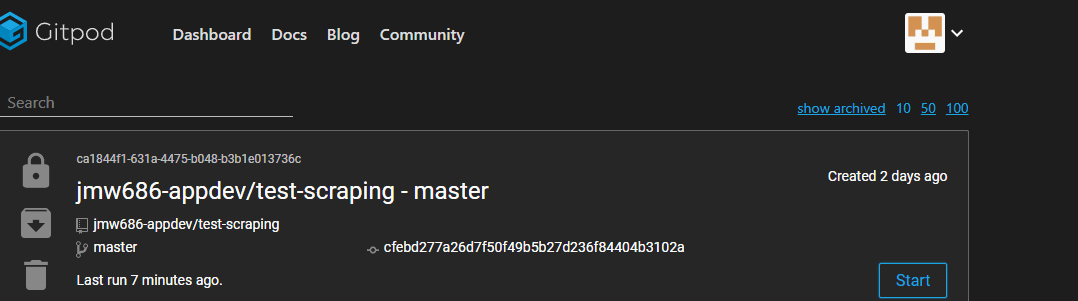 Gitpod Dashboard Docs Blog Community
Search show archived 10 50 100
ca1844f1-631a-4475-b048-b3b1e013736c
jmw686-appdev/test-scraping - master Created 2 days ago
jmw686-appdev/test-scraping
master cfebd277a26d7f50f49b5b27d236f84404b3102a
Last run 7 minutes ago. Start